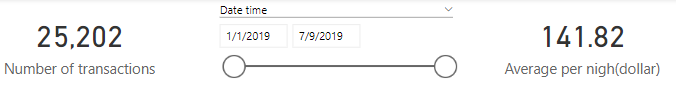 Date time
25,202
1/1/2019 7/9/2019
141.82
Number of transactions
Average per nigh(dollar)